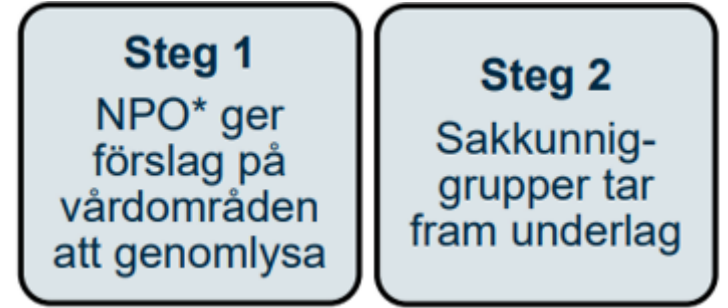 Steg 1
NPO* ger
förslag på
vårdområden
att genomlysa
Steg 2
Sakkunnig-
grupper tar
fram underlag